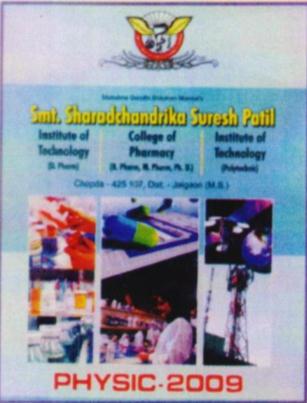 Mahatma Gandhi Shikshan Mandal's
Smt. Sharadchandrika Suresh Patil
Institute of Technology
(D. Pharm)
College of Pharmacy
(B. Pharm, M. Pharm, Ph. D.)
Institute of Technology
(Polytechnic)
Chopda - 425 107, Dist. - Jalgaon (M.S.)
PHYSIC-2009